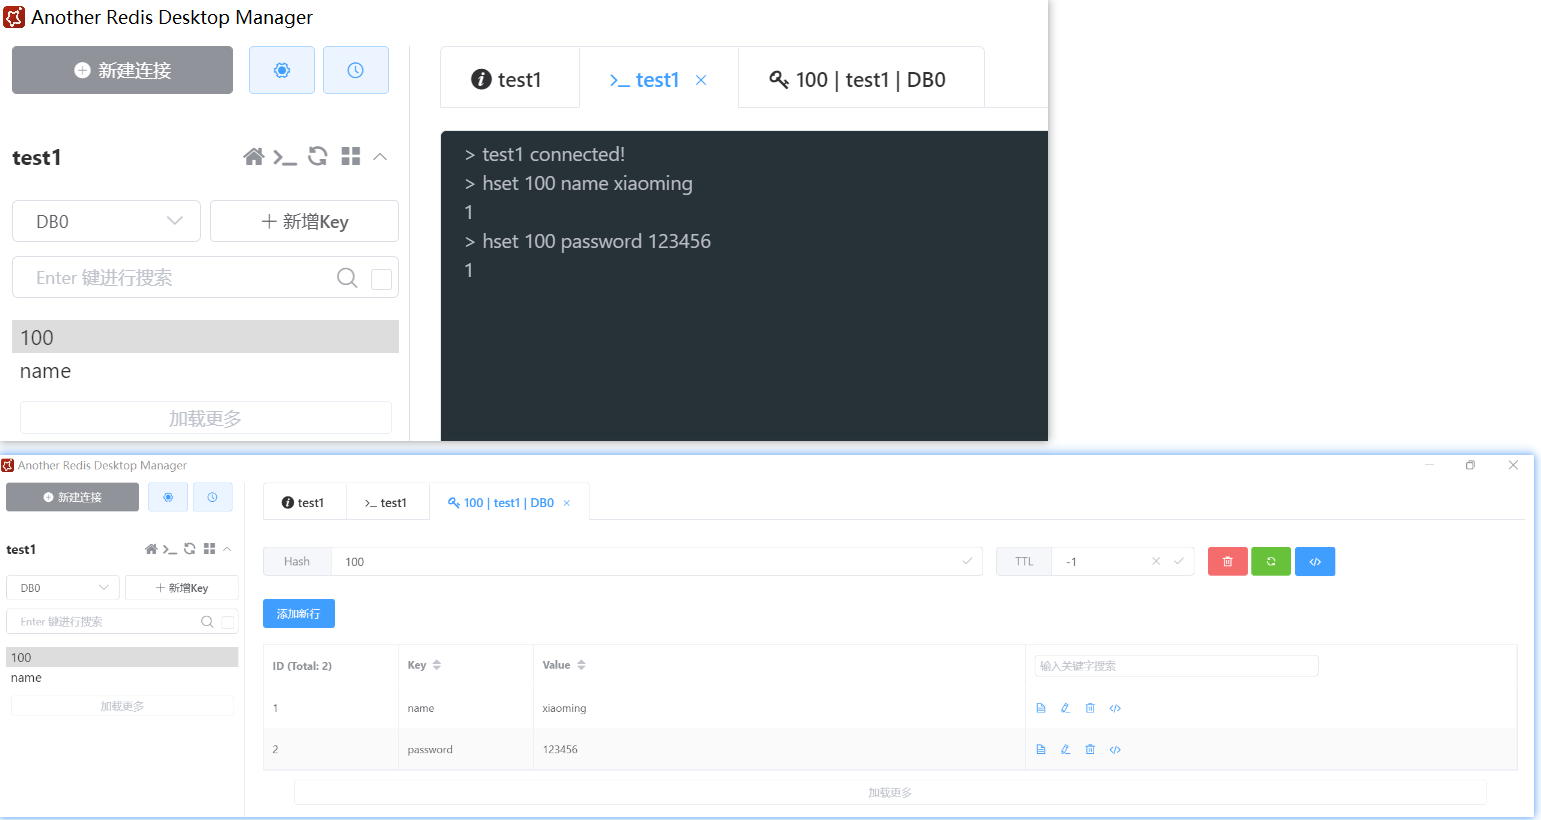 Another Redis Desktop Manager
新建连接
test1
test1
100 | test1 | DB0
test1
DB0
新增Key
Enter 键进行搜索
100
name
加载更多
> test1 connected!
> hset 100 name xiaoming
1
> hset 100 password 123456
1
Another Redis Desktop Manager
新建连接
test1
>_ test1
100 | test1 | DB0
test1
DB0
新增Key
Enter 键进行搜索
100
name
加载更多
Hash 100 TTL -1
添加新行
ID (Total: 2) Key Value 输入关键字搜索
1 name xiaoming
2 password 123456
加载更多